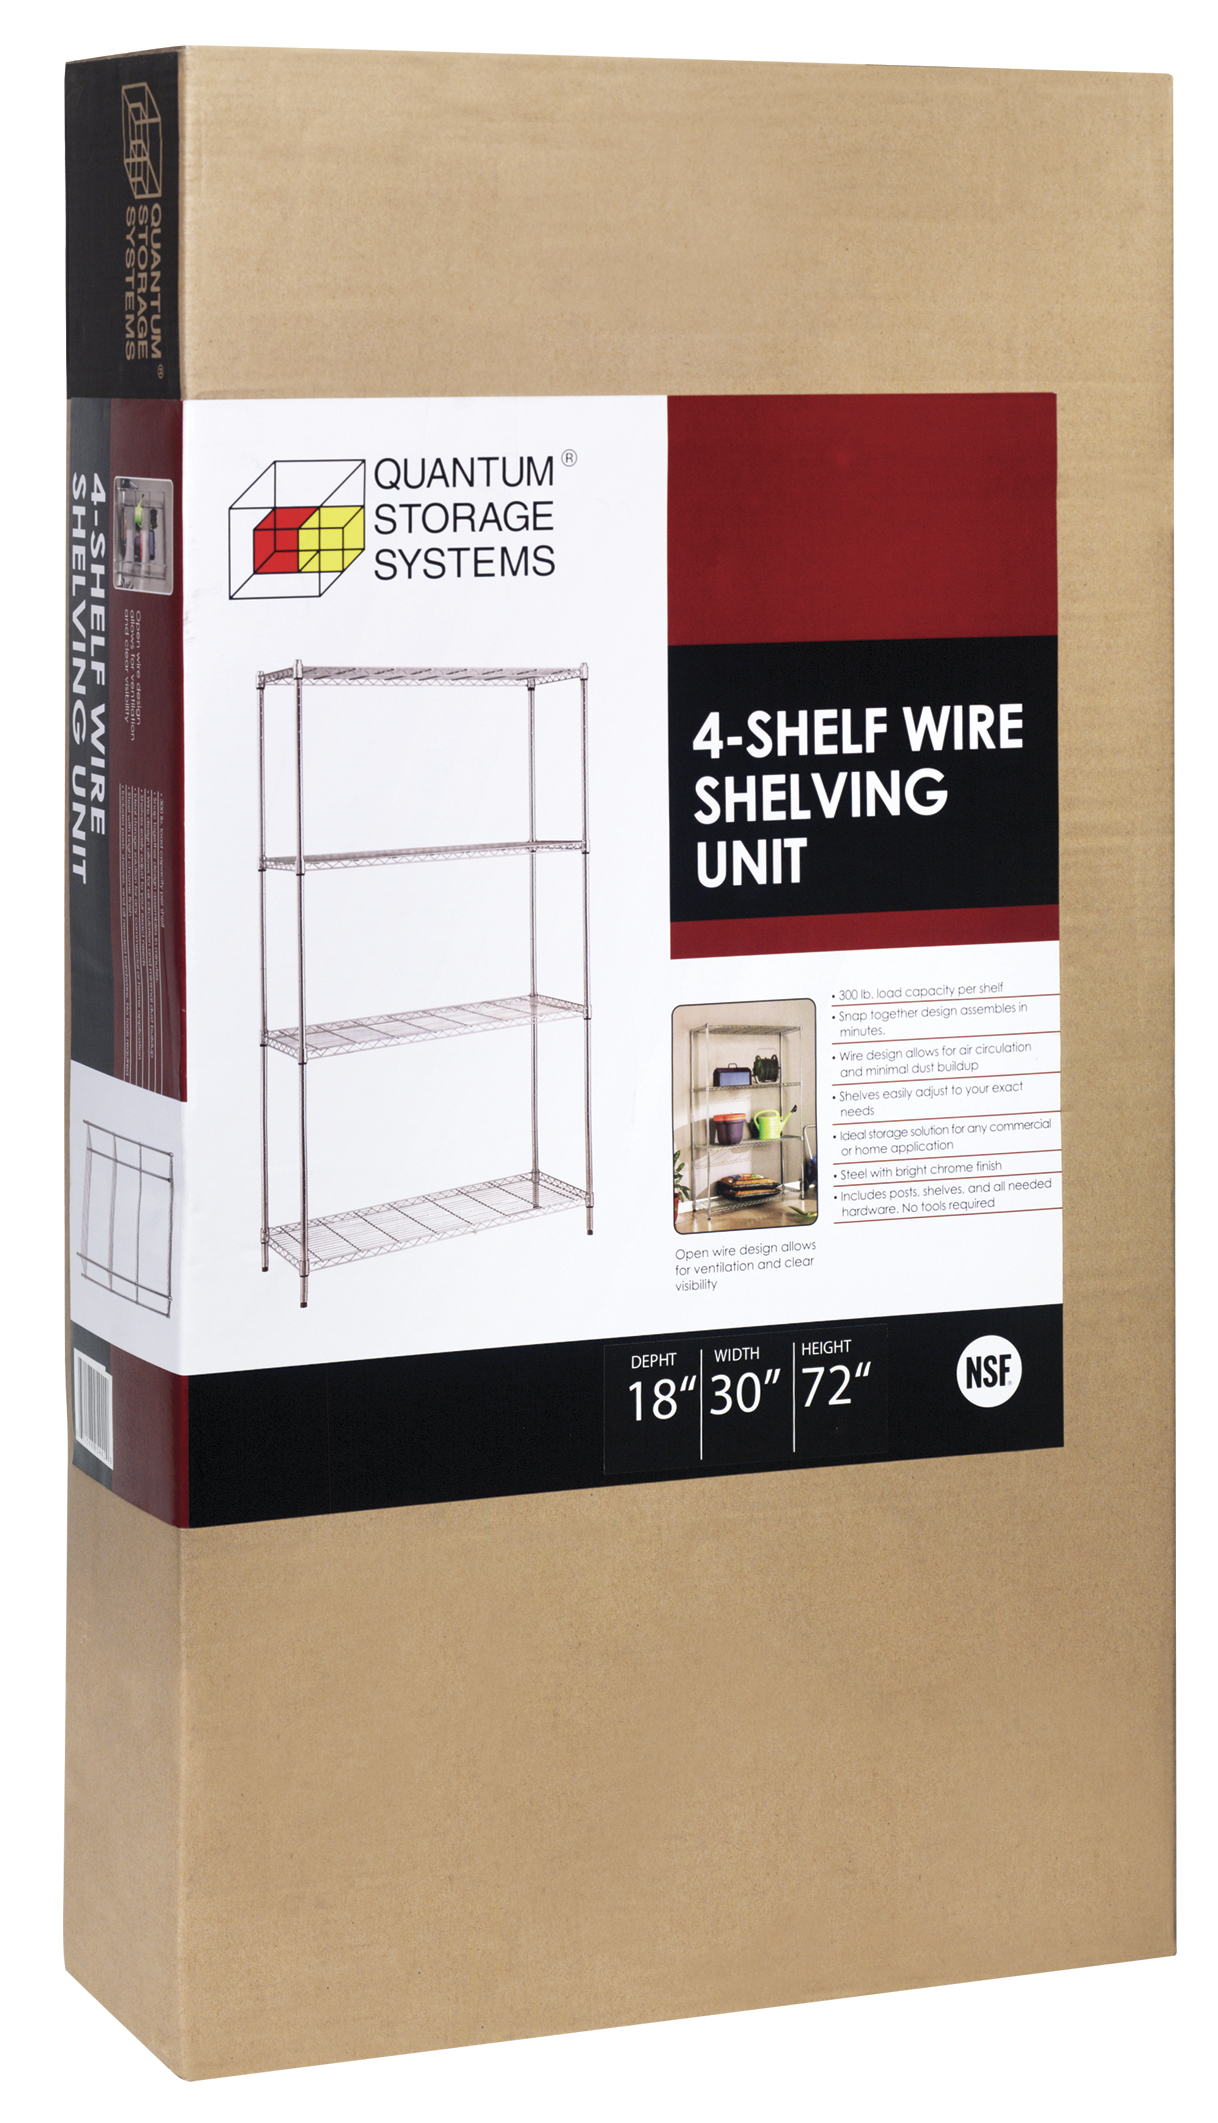 QUANTUM
STORAGE
SYSTEMS
®
4-SHELF WIRE
SHELVING UNIT
Open wire design
allows for ventilation
and clear visibility
QUANTUM ®
STORAGE
SYSTEMS
4-SHELF WIRE
SHELVING
UNIT
• 300 lb. load capacity per shelf
• Snap together design assembles in
minutes.
• Wire design allows for air circulation
and minimal dust buildup
• Shelves easily adjust to your exact
needs
• Ideal storage solution for any commercial
or home application
• Steel with bright chrome finish
• Includes posts, shelves, and all needed
hardware. No tools required
Open wire design allows
for ventilation and clear
visibility
DEPHT WIDTH HEIGHT
18“ 30” 72“
NSF